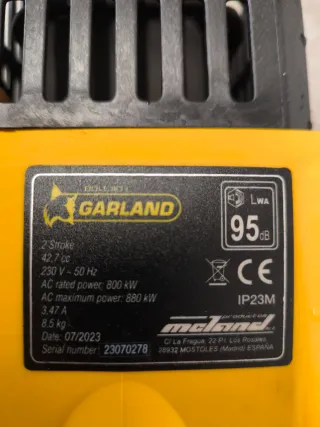 GARLAND
LWA
95
dB
2 Stroke
42,7 cc
230 V ~ 50 Hz
AC rated power: 800 kW
AC maximum power: 880 kW
3.47 A
8.5 kg
Date: 07/2023
Serial number: 23070278
CE
IP23M
mcland
C/ La Fragua, 22 P.I. Los Rosales
28932 MOSTOLES (Madrid) ESPAÑA